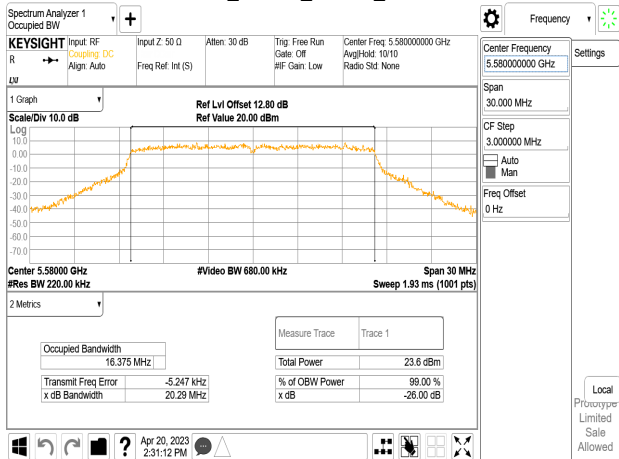 Spectrum Analyzer 1
Occupied BW
Frequency
KEYSIGHT Input: RF Input Z: 50 Ω Atten: 30 dB Trig: Free Run Center Freq: 5.580000000 GHz
R Coupling: DC Gate: Off Avg|Hold: 10/10
Align: Auto Freq Ref: Int (S) #IF Gain: Low Radio Std: None
LXI
Center Frequency
5.580000000 GHz
Settings
Span
30.000 MHz
CF Step
3.000000 MHz
Auto
Man
Freq Offset
0 Hz
1 Graph
Ref Lvl Offset 12.80 dB
Scale/Div 10.0 dB Ref Value 20.00 dBm
Log
10.0
0.00
-10.0
-20.0
-30.0
-40.0
-50.0
-60.0
-70.0
Center 5.58000 GHz #Video BW 680.00 kHz Span 30 MHz
#Res BW 220.00 kHz Sweep 1.93 ms (1001 pts)
2 Metrics
Measure Trace Trace 1
Occupied Bandwidth
16.375 MHz Total Power 23.6 dBm
Transmit Freq Error -5.247 kHz % of OBW Power 99.00 %
x dB Bandwidth 20.29 MHz x dB -26.00 dB
Local
Prototype
Limited
Sale
Allowed
? Apr 20, 2023
2:31:12 PM